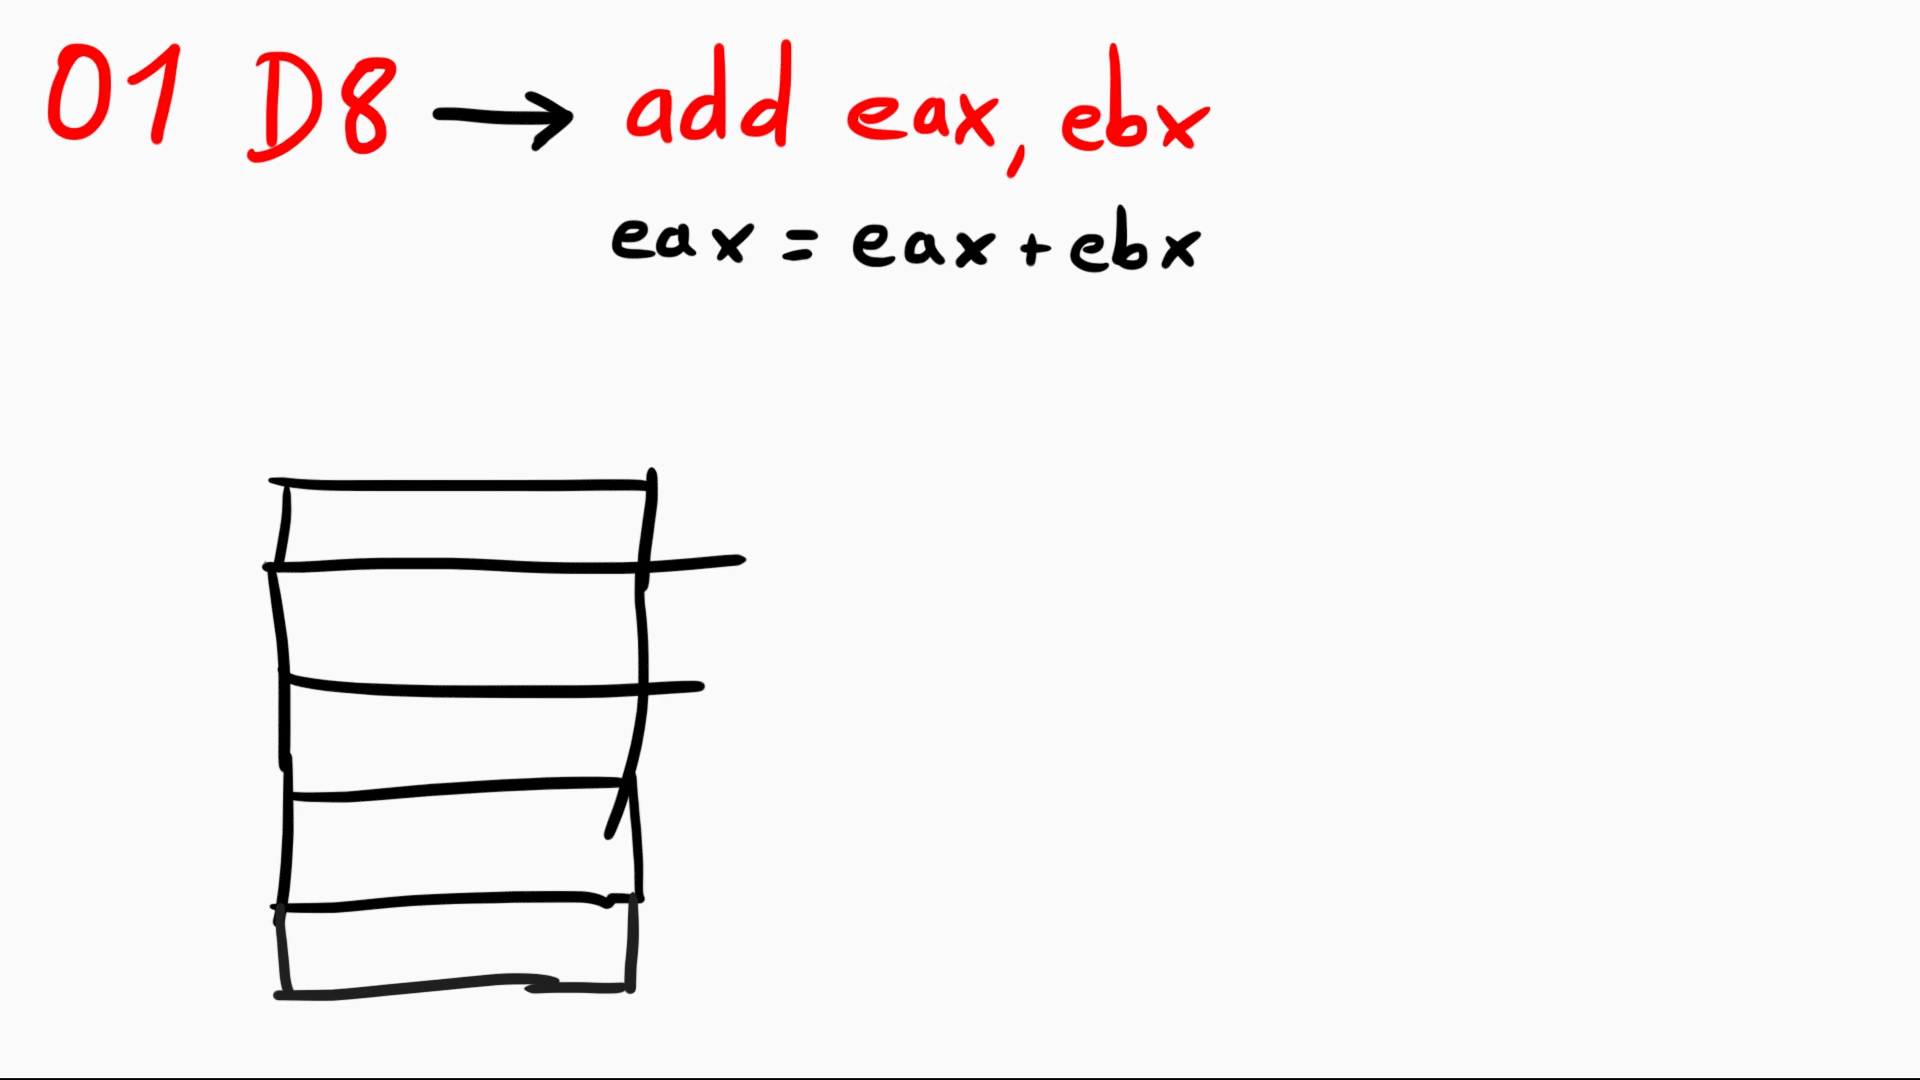 01 D8 → add eax, ebx
eax = eax + ebx